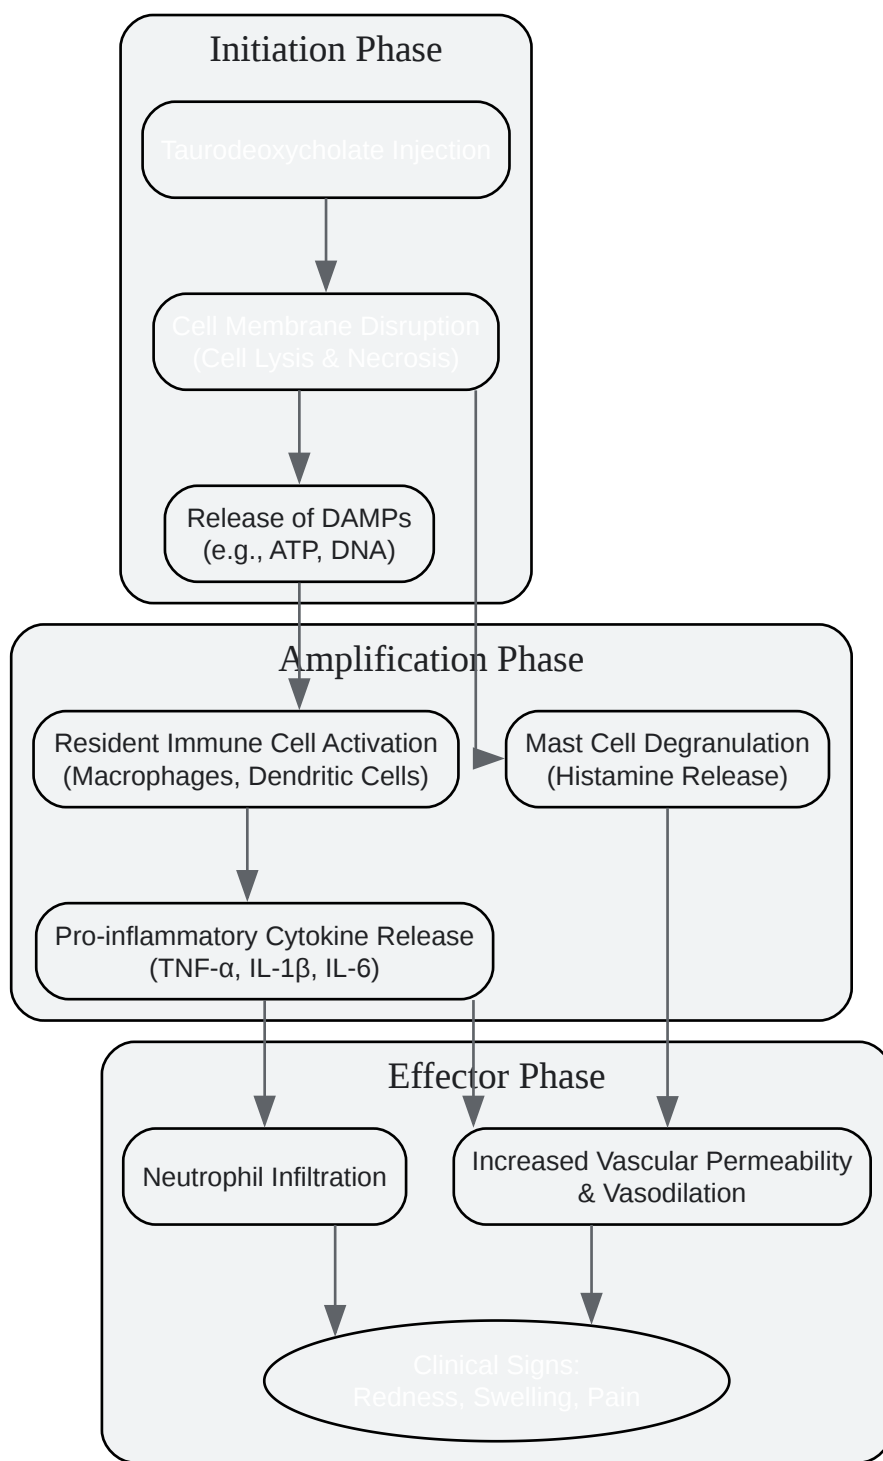 Initiation Phase
Taurodeoxycholate Injection
Cell Membrane Disruption
(Cell Lysis & Necrosis)
Release of DAMPs
(e.g., ATP, DNA)
Amplification Phase
Resident Immune Cell Activation
(Macrophages, Dendritic Cells)
Mast Cell Degranulation
(Histamine Release)
Pro-inflammatory Cytokine Release
(TNF-α, IL-1β, IL-6)
Effector Phase
Neutrophil Infiltration
Increased Vascular Permeability
& Vasodilation
Clinical Signs:
Redness, Swelling, Pain